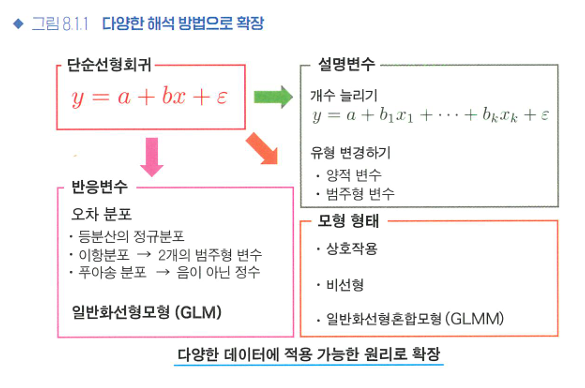 ◆ 그림 8.1.1 다양한 해석 방법으로 확장
단순선형회귀
y = a + bx + ε
설명변수
개수 늘리기
y = a + b₁x₁ + ⋯ + bₖxₖ + ε
유형 변경하기
• 양적 변수
• 범주형 변수
반응변수
오차 분포
• 등분산의 정규분포
• 이항분포 → 2개의 범주형 변수
• 푸아송 분포 → 음이 아닌 정수
일반화선형모형 (GLM)
모형 형태
• 상호작용
• 비선형
• 일반화선형혼합모형 (GLMM)
다양한 데이터에 적용 가능한 원리로 확장